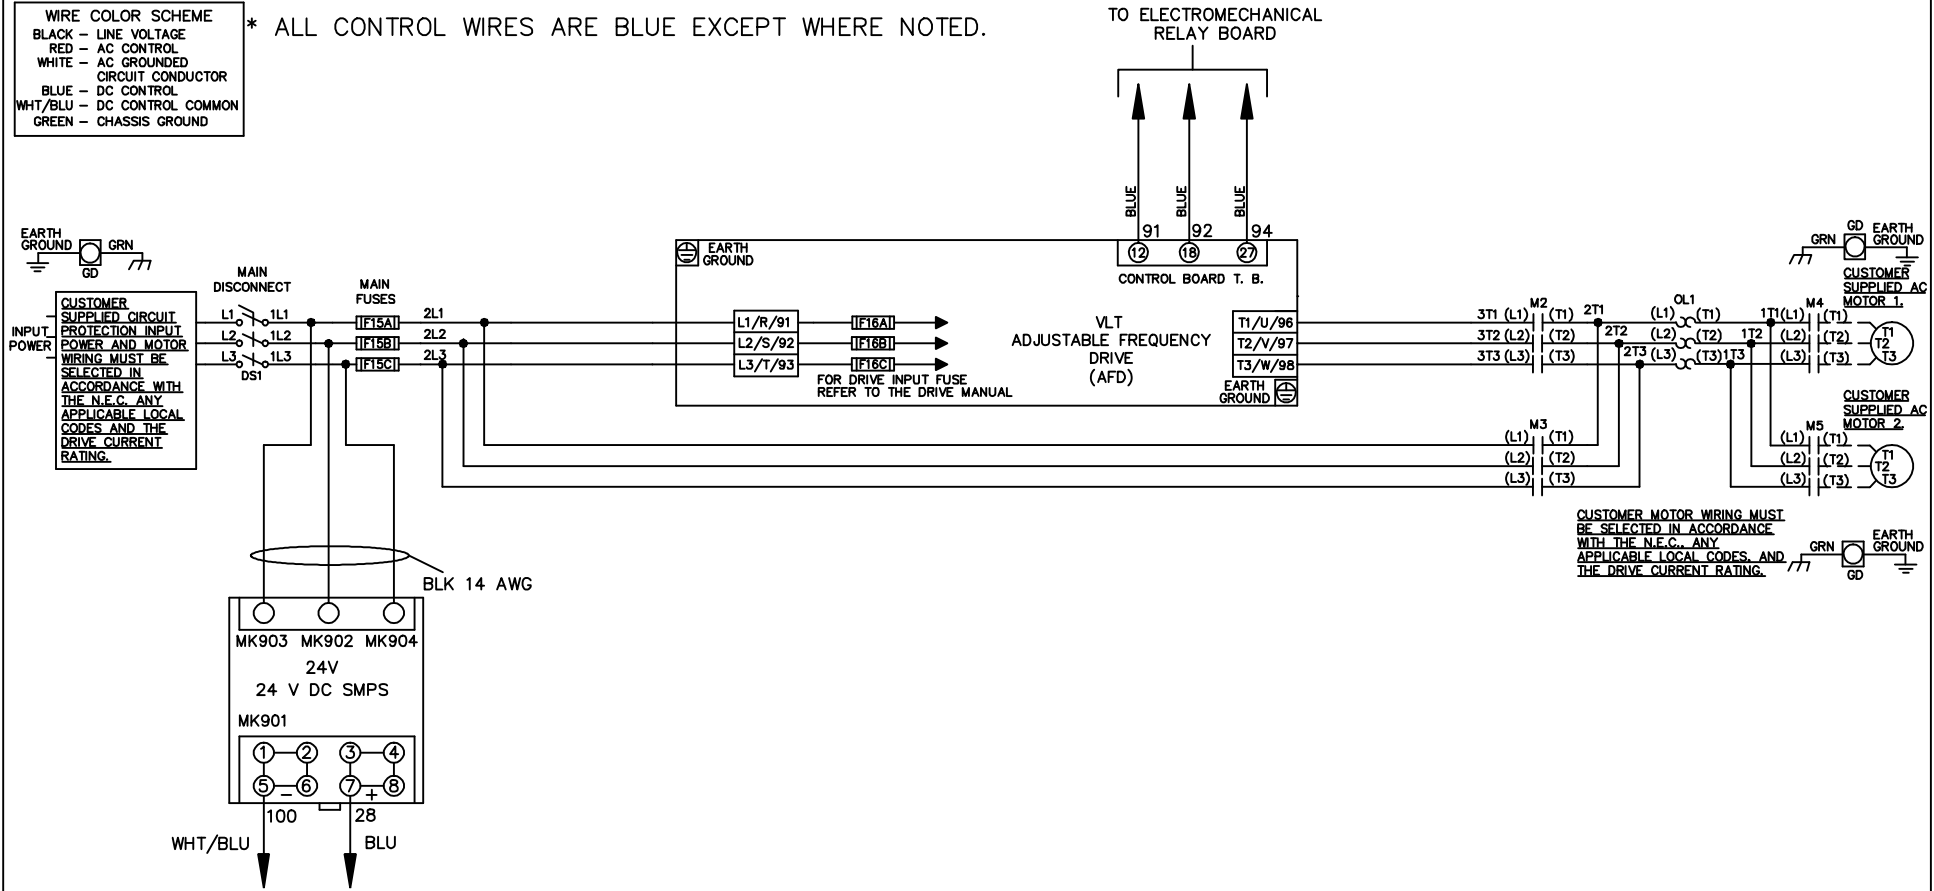 WIRE COLOR SCHEME
BLACK - LINE VOLTAGE
RED - AC CONTROL
WHITE - AC GROUNDED
CIRCUIT CONDUCTOR
BLUE - DC CONTROL
WHT/BLU - DC CONTROL COMMON
GREEN - CHASSIS GROUND
* ALL CONTROL WIRES ARE BLUE EXCEPT WHERE NOTED.
TO ELECTROMECHANICAL
RELAY BOARD
BLUE
BLUE
BLUE
91 92 94
12 18 27
CONTROL BOARD T. B.
EARTH
GROUND
GRN
GD
INPUT
POWER
CUSTOMER
SUPPLIED CIRCUIT
PROTECTION INPUT
POWER AND MOTOR
WIRING MUST BE
SELECTED IN
ACCORDANCE WITH
THE N.E.C. ANY
APPLICABLE LOCAL
CODES AND THE
DRIVE CURRENT
RATING.
MAIN
DISCONNECT
L1 1L1
L2 1L2
L3 1L3
DS1
MAIN
FUSES
F15A 2L1
F15B 2L2
F15C 2L3
EARTH
GROUND
L1/R/91
L2/S/92
L3/T/93
F16A
F16B
F16C
FOR DRIVE INPUT FUSE
REFER TO THE DRIVE MANUAL
VLT
ADJUSTABLE FREQUENCY
DRIVE
(AFD)
T1/U/96
T2/V/97
T3/W/98
EARTH
GROUND
M2
3T1 (L1) (T1) 2T1
3T2 (L2) (T2) 2T2
3T3 (L3) (T3) 2T3
OL1
(L1) (T1) 1T1
(L2) (T2) 1T2
(L3) (T3) 1T3
M4
(L1) (T1)
(L2) (T2)
(L3) (T3)
T1
T2
T3
GRN
GD
EARTH
GROUND
CUSTOMER
SUPPLIED AC
MOTOR 1.
M3
(L1) (T1)
(L2) (T2)
(L3) (T3)
CUSTOMER
SUPPLIED AC
MOTOR 2.
M5
(L1) (T1)
(L2) (T2)
(L3) (T3)
T1
T2
T3
CUSTOMER MOTOR WIRING MUST
BE SELECTED IN ACCORDANCE
WITH THE N.E.C., ANY
APPLICABLE LOCAL CODES, AND
THE DRIVE CURRENT RATING.
GRN
GD
EARTH
GROUND
BLK 14 AWG
MK903 MK902 MK904
24V
24 V DC SMPS
MK901
1 2 3 4
5 6 7 8
- +
100 28
WHT/BLU BLU